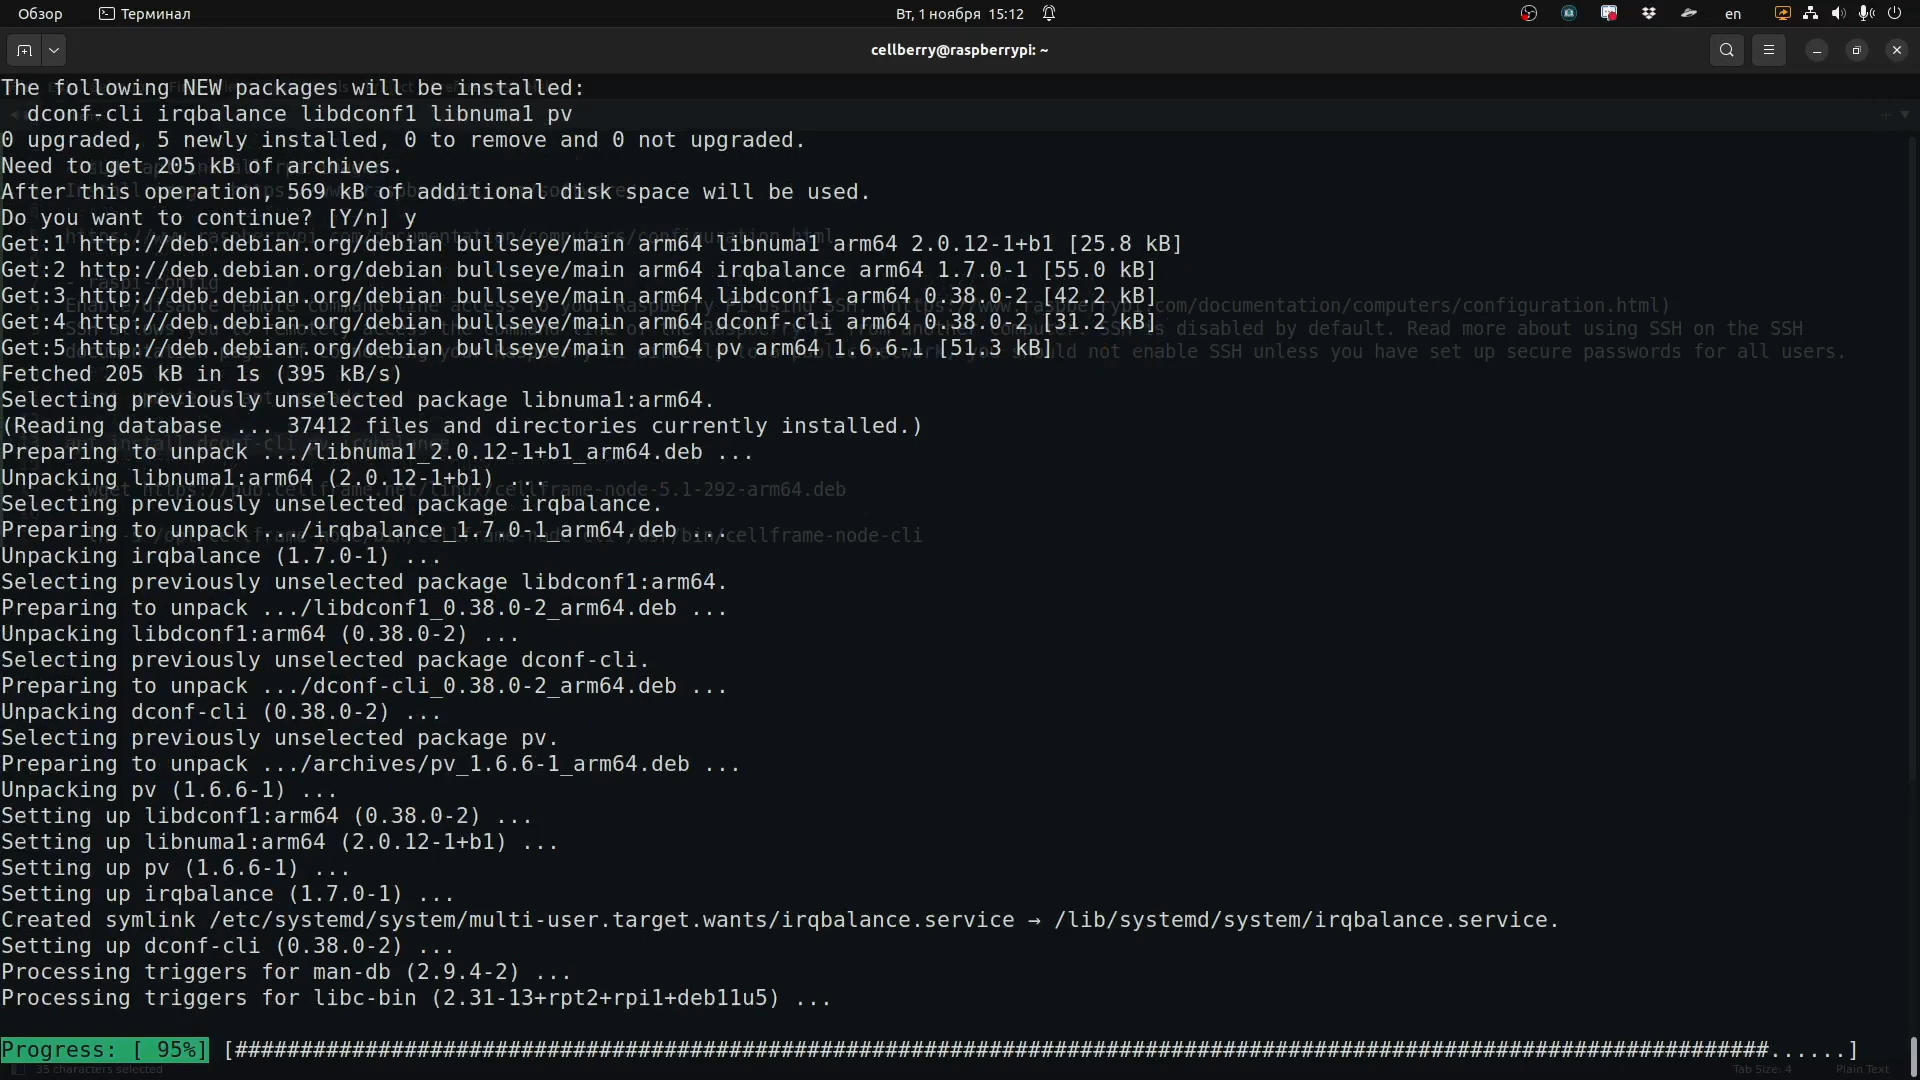 Обзор
Терминал
Вт, 1 ноября 15:12
en
cellberry@raspberrypi: ~
The following NEW packages will be installed:
dconf-cli irqbalance libdconf1 libnuma1 pv
0 upgraded, 5 newly installed, 0 to remove and 0 not upgraded.
Need to get 205 kB of archives.
After this operation, 569 kB of additional disk space will be used.
Do you want to continue? [Y/n] y
Get:1 http://deb.debian.org/debian bullseye/main arm64 libnuma1 arm64 2.0.12-1+b1 [25.8 kB]
Get:2 http://deb.debian.org/debian bullseye/main arm64 irqbalance arm64 1.7.0-1 [55.0 kB]
Get:3 http://deb.debian.org/debian bullseye/main arm64 libdconf1 arm64 0.38.0-2 [42.2 kB]
Get:4 http://deb.debian.org/debian bullseye/main arm64 dconf-cli arm64 0.38.0-2 [31.2 kB]
Get:5 http://deb.debian.org/debian bullseye/main arm64 pv arm64 1.6.6-1 [51.3 kB]
Fetched 205 kB in 1s (395 kB/s)
Selecting previously unselected package libnuma1:arm64.
(Reading database ... 37412 files and directories currently installed.)
Preparing to unpack .../libnuma1_2.0.12-1+b1_arm64.deb ...
Unpacking libnuma1:arm64 (2.0.12-1+b1) ...
Selecting previously unselected package irqbalance.
Preparing to unpack .../irqbalance_1.7.0-1_arm64.deb ...
Unpacking irqbalance (1.7.0-1) ...
Selecting previously unselected package libdconf1:arm64.
Preparing to unpack .../libdconf1_0.38.0-2_arm64.deb ...
Unpacking libdconf1:arm64 (0.38.0-2) ...
Selecting previously unselected package dconf-cli.
Preparing to unpack .../dconf-cli_0.38.0-2_arm64.deb ...
Unpacking dconf-cli (0.38.0-2) ...
Selecting previously unselected package pv.
Preparing to unpack .../archives/pv_1.6.6-1_arm64.deb ...
Unpacking pv (1.6.6-1) ...
Setting up libdconf1:arm64 (0.38.0-2) ...
Setting up libnuma1:arm64 (2.0.12-1+b1) ...
Setting up pv (1.6.6-1) ...
Setting up irqbalance (1.7.0-1) ...
Created symlink /etc/systemd/system/multi-user.target.wants/irqbalance.service → /lib/systemd/system/irqbalance.service.
Setting up dconf-cli (0.38.0-2) ...
Processing triggers for man-db (2.9.4-2) ...
Processing triggers for libc-bin (2.31-13+rpt2+rpi1+deb11u5) ...
Progress: [ 95%] [######################################################################################################################......]
35 characters selected
Tab Size: 4
Plain Text